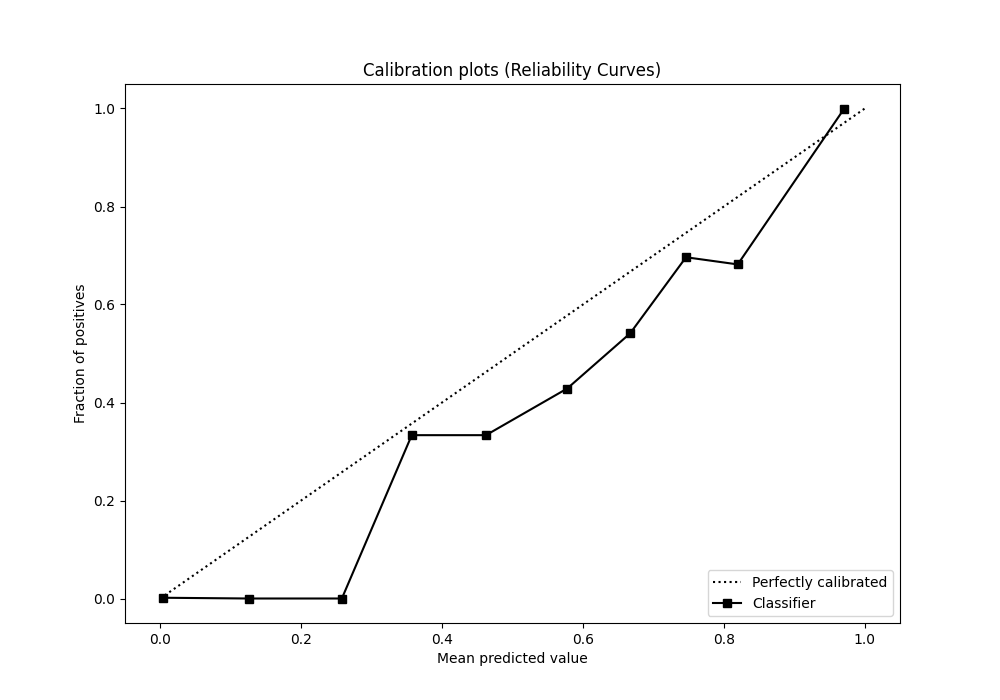 Calibration plots (Reliability Curves)
1.0
0.8
0.6
0.4
0.2
0.0
Fraction of positives
0.0 0.2 0.4 0.6 0.8 1.0
Mean predicted value
Perfectly calibrated
Classifier